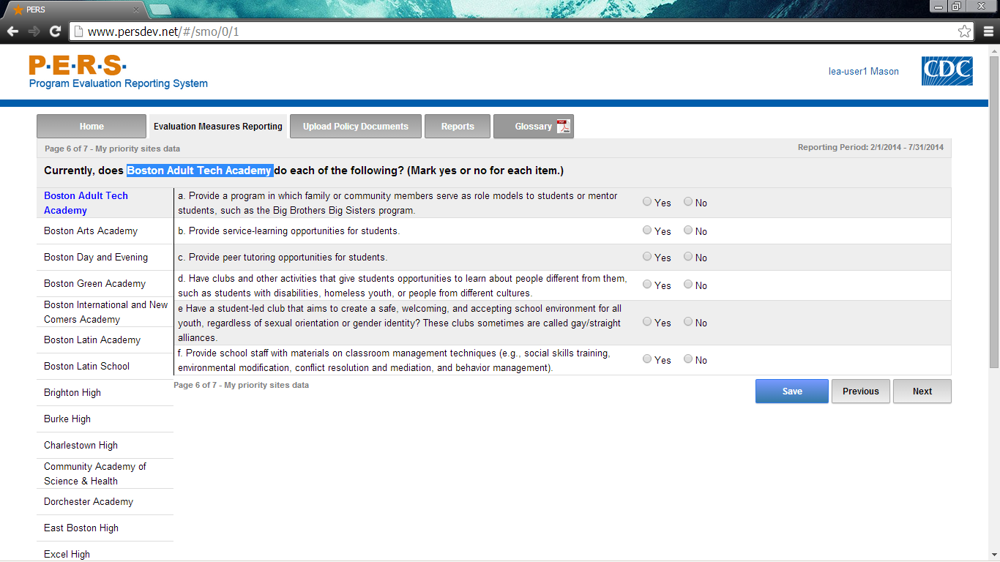 PERS
www.persdev.net/#/smo/0/1
P·E·R·S·
Program Evaluation Reporting System
lea-user1 Mason
CDC
Home
Evaluation Measures Reporting
Upload Policy Documents
Reports
Glossary
Page 6 of 7 - My priority sites data
Reporting Period: 2/1/2014 - 7/31/2014
Currently, does Boston Adult Tech Academy do each of the following? (Mark yes or no for each item.)
Boston Adult Tech
Academy
Boston Arts Academy
Boston Day and Evening
Boston Green Academy
Boston International and New
Comers Academy
Boston Latin Academy
Boston Latin School
Brighton High
Burke High
Charlestown High
Community Academy of
Science & Health
Dorchester Academy
East Boston High
Excel High
a. Provide a program in which family or community members serve as role models to students or mentor
students, such as the Big Brothers Big Sisters program.
Yes No
b. Provide service-learning opportunities for students.
Yes No
c. Provide peer tutoring opportunities for students.
Yes No
d. Have clubs and other activities that give students opportunities to learn about people different from them,
such as students with disabilities, homeless youth, or people from different cultures.
Yes No
e Have a student-led club that aims to create a safe, welcoming, and accepting school environment for all
youth, regardless of sexual orientation or gender identity? These clubs sometimes are called gay/straight
alliances.
Yes No
f. Provide school staff with materials on classroom management techniques (e.g., social skills training,
environmental modification, conflict resolution and mediation, and behavior management).
Yes No
Page 6 of 7 - My priority sites data
Save
Previous
Next